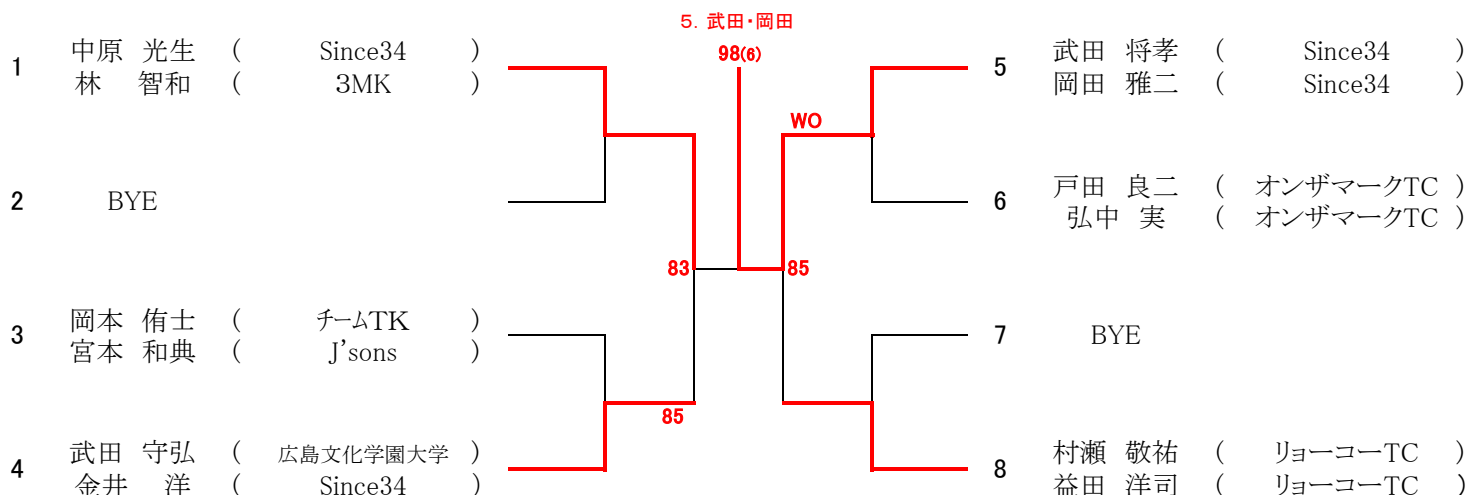 5. 武田・岡田
98(6)
1 中原 光生 ( Since34 )
林 智和 ( 3MK )
2 BYE
3 岡本 侑士 ( チームTK )
宮本 和典 ( J'sons )
4 武田 守弘 ( 広島文化学園大学 )
金井 洋 ( Since34 )
83
85
WO
85
5 武田 将孝 ( Since34 )
岡田 雅二 ( Since34 )
6 戸田 良二 ( オンザマークTC )
弘中 実 ( オンザマークTC )
7 BYE
8 村瀬 敬祐 ( リョーコーTC )
益田 洋司 ( リョーコーTC )